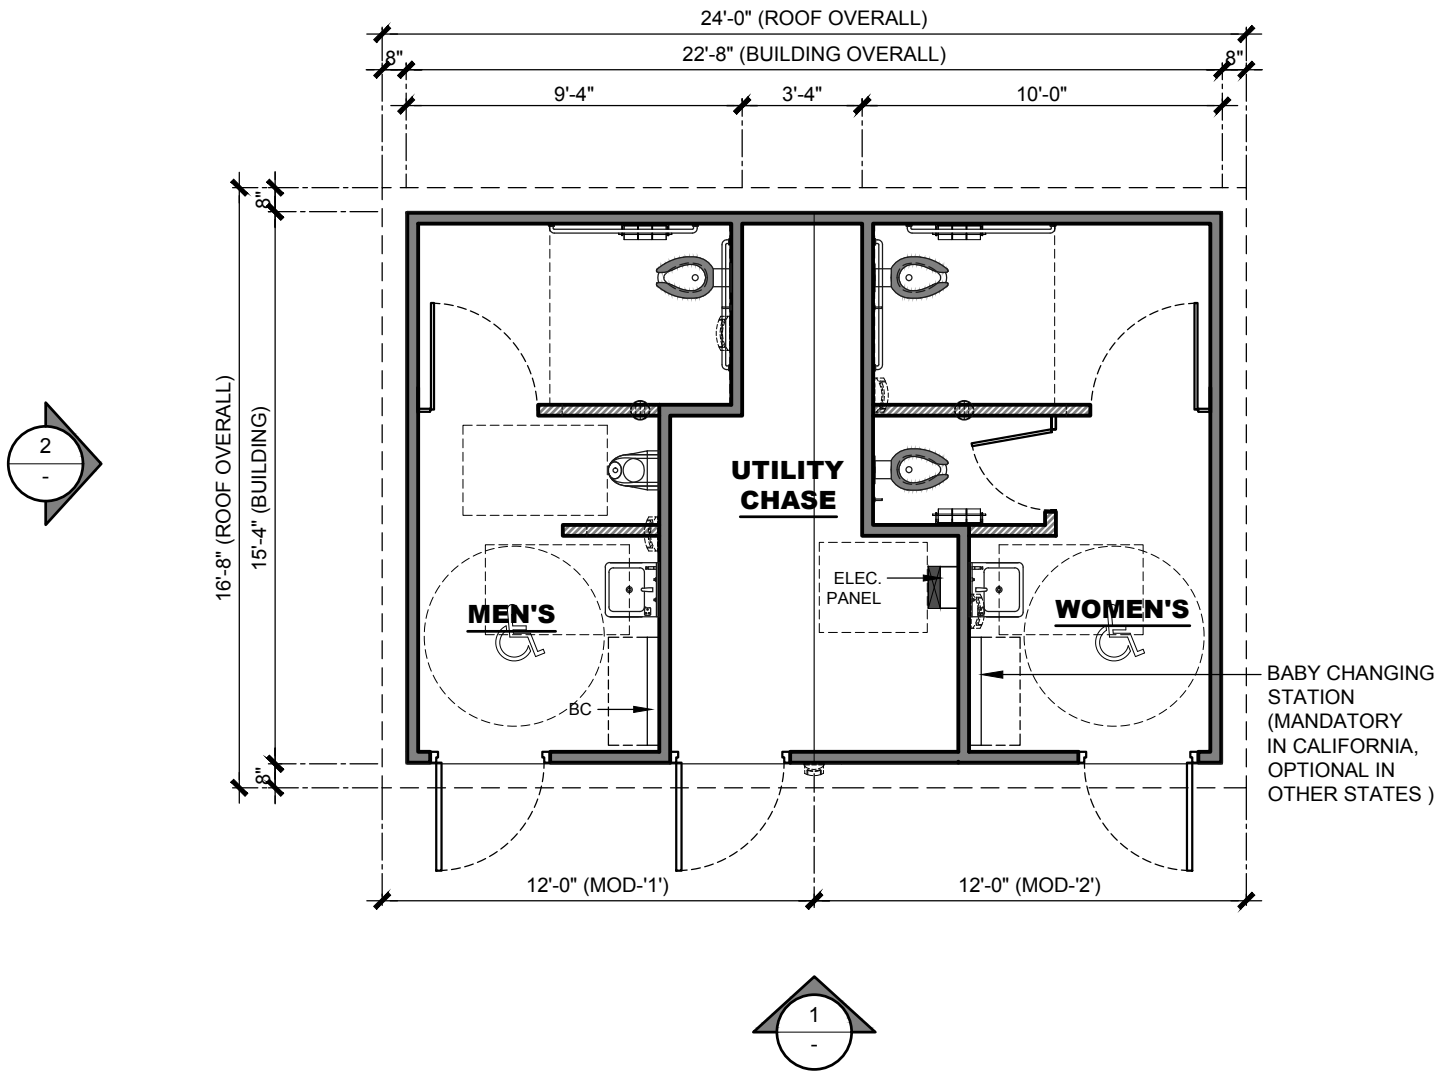 24'-0" (ROOF OVERALL)
8"
22'-8" (BUILDING OVERALL)
8"
9'-4"
3'-4"
10'-0"
8"
16'-8" (ROOF OVERALL)
15'-4" (BUILDING)
8"
2
-
UTILITY
CHASE
ELEC.
PANEL
MEN'S
WOMEN'S
BC
BABY CHANGING
STATION
(MANDATORY
IN CALIFORNIA,
OPTIONAL IN
OTHER STATES )
12'-0" (MOD-'1')
12'-0" (MOD-'2')
1
-